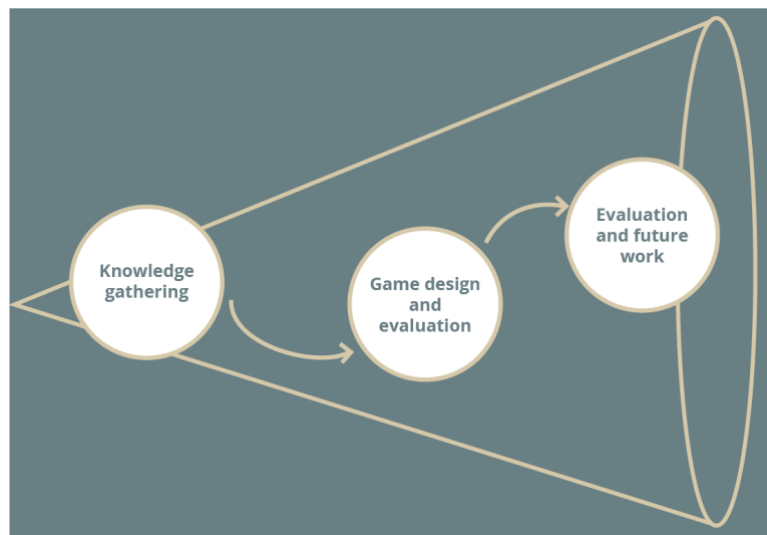 Knowledge
gathering
Game design
and
evaluation
Evaluation
and future
work